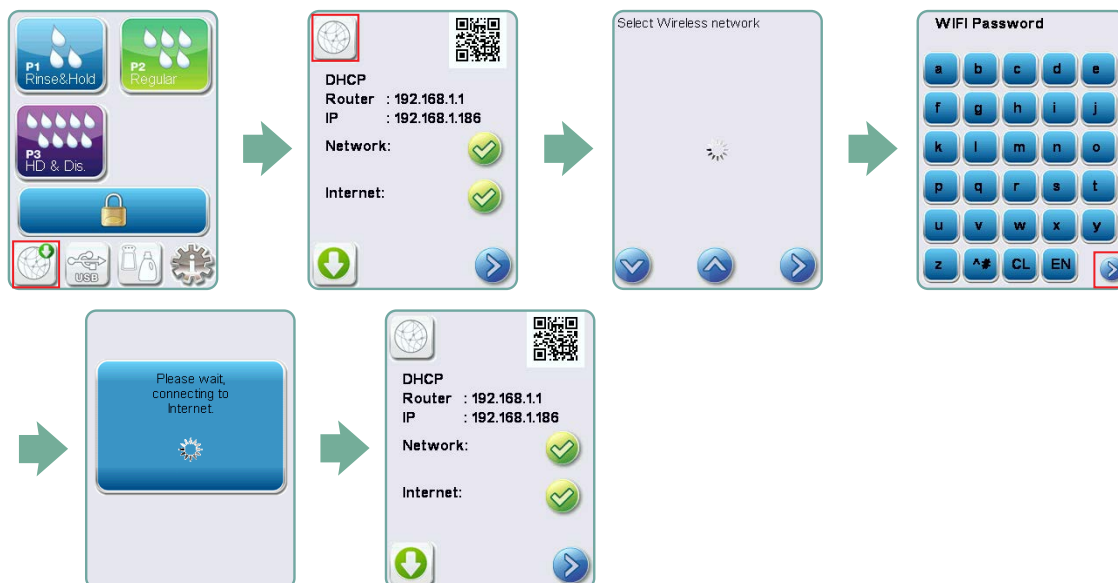 P1
Rinse&Hold
P2
Regular
P3
HD & Dis.
USB
DHCP
Router : 192.168.1.1
IP : 192.168.1.186
Network:
Internet:
Select Wireless network
WIFI Password
a b c d e
f g h i j
k l m n o
p q r s t
u v w x y
z ^# CL EN
Please wait,
connecting to
Internet.
DHCP
Router : 192.168.1.1
IP : 192.168.1.186
Network:
Internet: